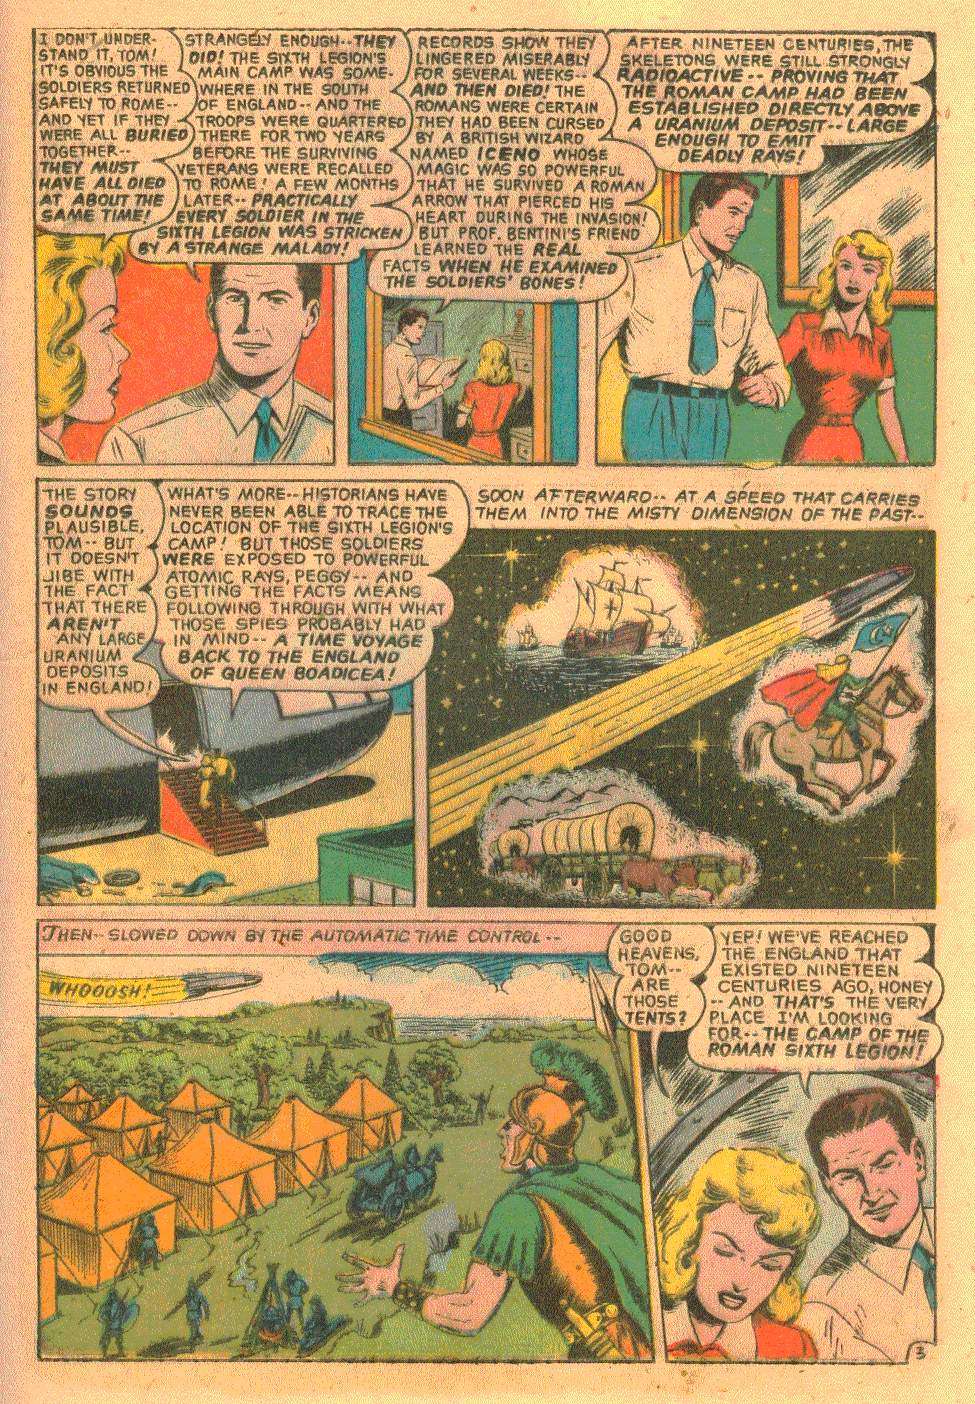 I DON'T UNDER-
STAND IT, TOM!
IT'S OBVIOUS THE
SOLDIERS RETURNED
SAFELY TO ROME--
AND YET IF THEY
WERE ALL BURIED
TOGETHER--
THEY MUST
HAVE ALL DIED
AT ABOUT THE
SAME TIME!
STRANGELY ENOUGH--THEY
DID! THE SIXTH LEGION'S
MAIN CAMP WAS SOME-
WHERE IN THE SOUTH
OF ENGLAND--AND THE
TROOPS WERE QUARTERED
THERE FOR TWO YEARS
BEFORE THE SURVIVING
VETERANS WERE RECALLED
TO ROME! A FEW MONTHS
LATER--PRACTICALLY
EVERY SOLDIER IN THE
SIXTH LEGION WAS STRICKEN
BY A STRANGE MALADY!
RECORDS SHOW THEY
LINGERED MISERABLY
FOR SEVERAL WEEKS--
AND THEN DIED! THE
ROMANS WERE CERTAIN
THEY HAD BEEN CURSED
BY A BRITISH WIZARD
NAMED ICENO WHOSE
MAGIC WAS SO POWERFUL
THAT HE SURVIVED A ROMAN
ARROW THAT PIERCED HIS
HEART DURING THE INVASION!
BUT PROF. BENTINI'S FRIEND
LEARNED THE REAL
FACTS WHEN HE EXAMINED
THE SOLDIERS' BONES!
AFTER NINETEEN CENTURIES, THE
SKELETONS WERE STILL STRONGLY
RADIOACTIVE--PROVING THAT
THE ROMAN CAMP HAD BEEN
ESTABLISHED DIRECTLY ABOVE
A URANIUM DEPOSIT--LARGE
ENOUGH TO EMIT
DEADLY RAYS!
THE STORY
SOUNDS
PLAUSIBLE,
TOM--BUT
IT DOESN'T
JIBE WITH
THE FACT
THAT THERE
AREN'T
ANY LARGE
URANIUM
DEPOSITS
IN ENGLAND!
WHAT'S MORE--HISTORIANS HAVE
NEVER BEEN ABLE TO TRACE THE
LOCATION OF THE SIXTH LEGION'S
CAMP! BUT THOSE SOLDIERS
WERE EXPOSED TO POWERFUL
ATOMIC RAYS, PEGGY--AND
GETTING THE FACTS MEANS
FOLLOWING THROUGH WITH WHAT
THOSE SPIES PROBABLY HAD
IN MIND--A TIME VOYAGE
BACK TO THE ENGLAND
OF QUEEN BOADICEA!
SOON AFTERWARD--AT A SPEED THAT CARRIES
THEM INTO THE MISTY DIMENSION OF THE PAST--
THEN--SLOWED DOWN BY THE AUTOMATIC TIME CONTROL--
WHOOOSH!
GOOD
HEAVENS,
TOM--
ARE
THOSE
TENTS?
YEP! WE'VE REACHED
THE ENGLAND THAT
EXISTED NINETEEN
CENTURIES AGO, HONEY
--AND THAT'S THE VERY
PLACE I'M LOOKING
FOR--THE CAMP OF THE
ROMAN SIXTH LEGION!
3